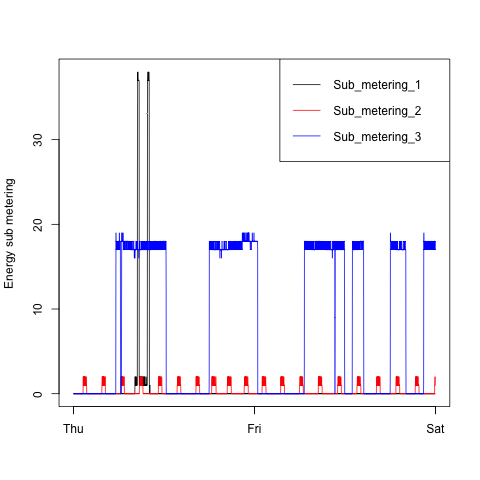 Sub_metering_1
Sub_metering_2
Sub_metering_3
Energy sub metering
30
20
10
0
Thu Fri Sat